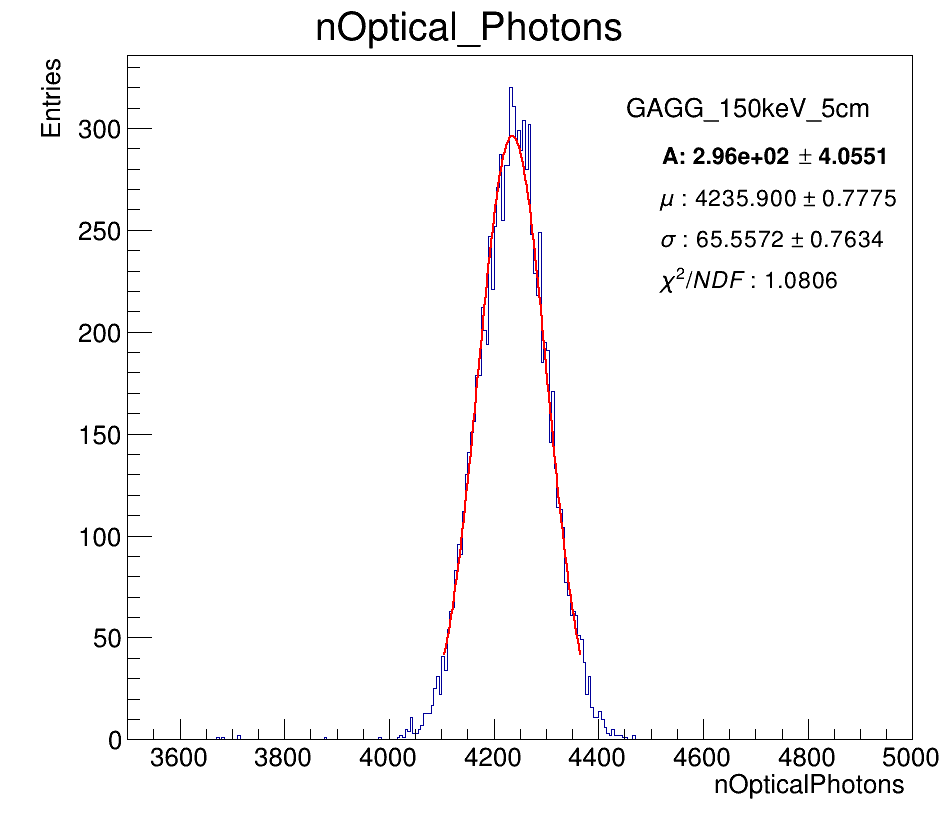 nOptical_Photons
Entries
GAGG_150keV_5cm
A: 2.96e+02 ± 4.0551
μ : 4235.900 ± 0.7775
σ : 65.5572 ± 0.7634
χ²/NDF : 1.0806
300
250
200
150
100
50
0
3600 3800 4000 4200 4400 4600 4800 5000
nOpticalPhotons